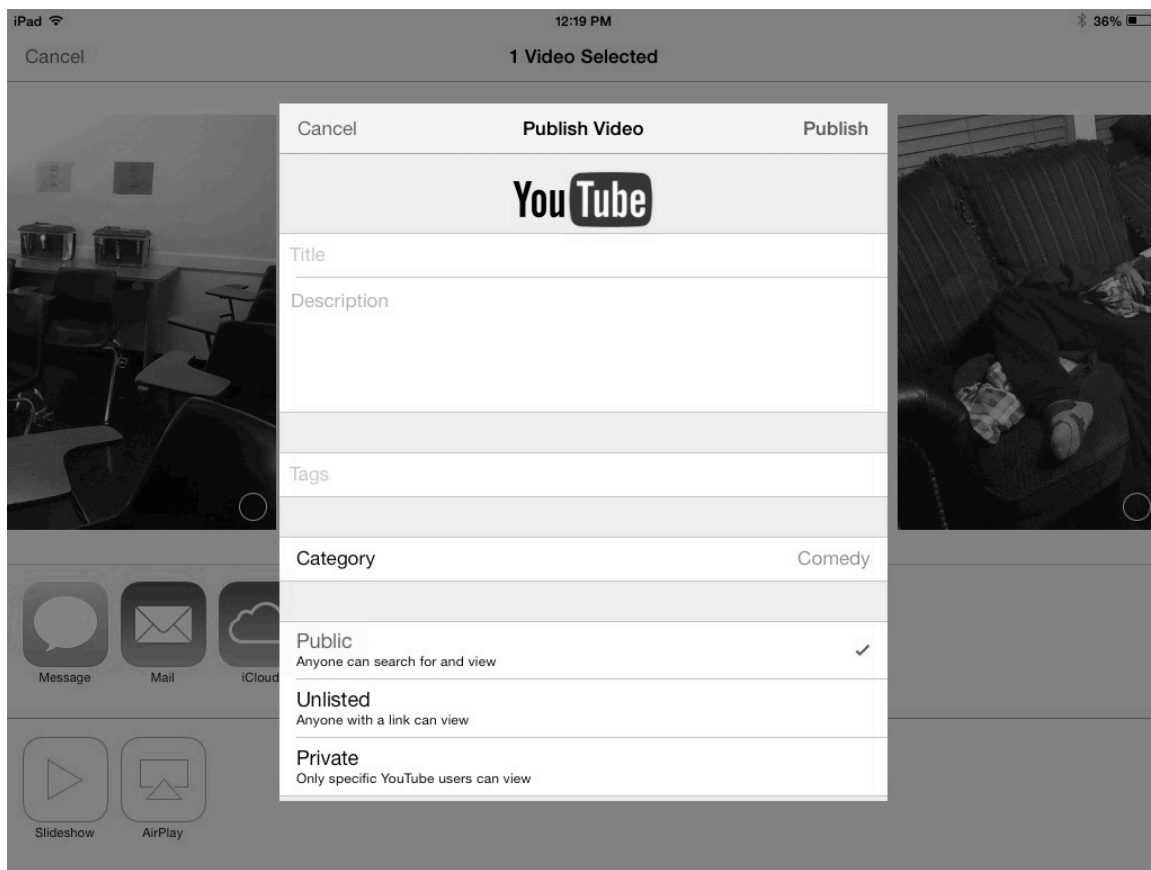 iPad 12:19 PM 36%
Cancel 1 Video Selected
Cancel Publish Video Publish
YouTube
Title
Description
Tags
Category Comedy
Public
Anyone can search for and view
Unlisted
Anyone with a link can view
Private
Only specific YouTube users can view
Message Mail iCloud
Slideshow AirPlay